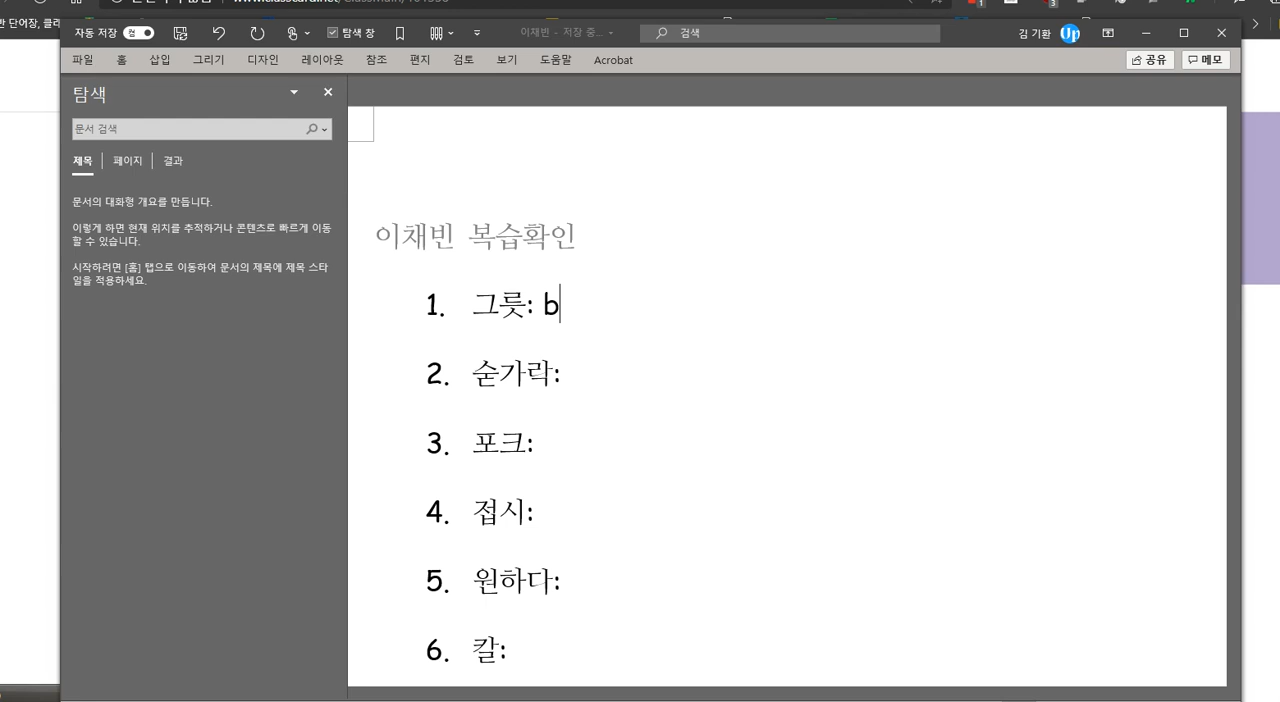 자동 저장 컴 탐색 창 이채빈 - 저장 중... 검색 김 기환 Up
파일 홈 삽입 그리기 디자인 레이아웃 참조 편지 검토 보기 도움말 Acrobat 공유 메모
탐색
문서 검색
제목 페이지 결과
문서의 대화형 개요를 만듭니다.
이렇게 하면 현재 위치를 추적하거나 콘텐츠로 빠르게 이동
할 수 있습니다.
시작하려면 [홈] 탭으로 이동하여 문서의 제목에 제목 스타
일을 적용하세요.
이채빈 복습확인
1. 그릇: b
2. 숟가락:
3. 포크:
4. 접시:
5. 원하다:
6. 칼: